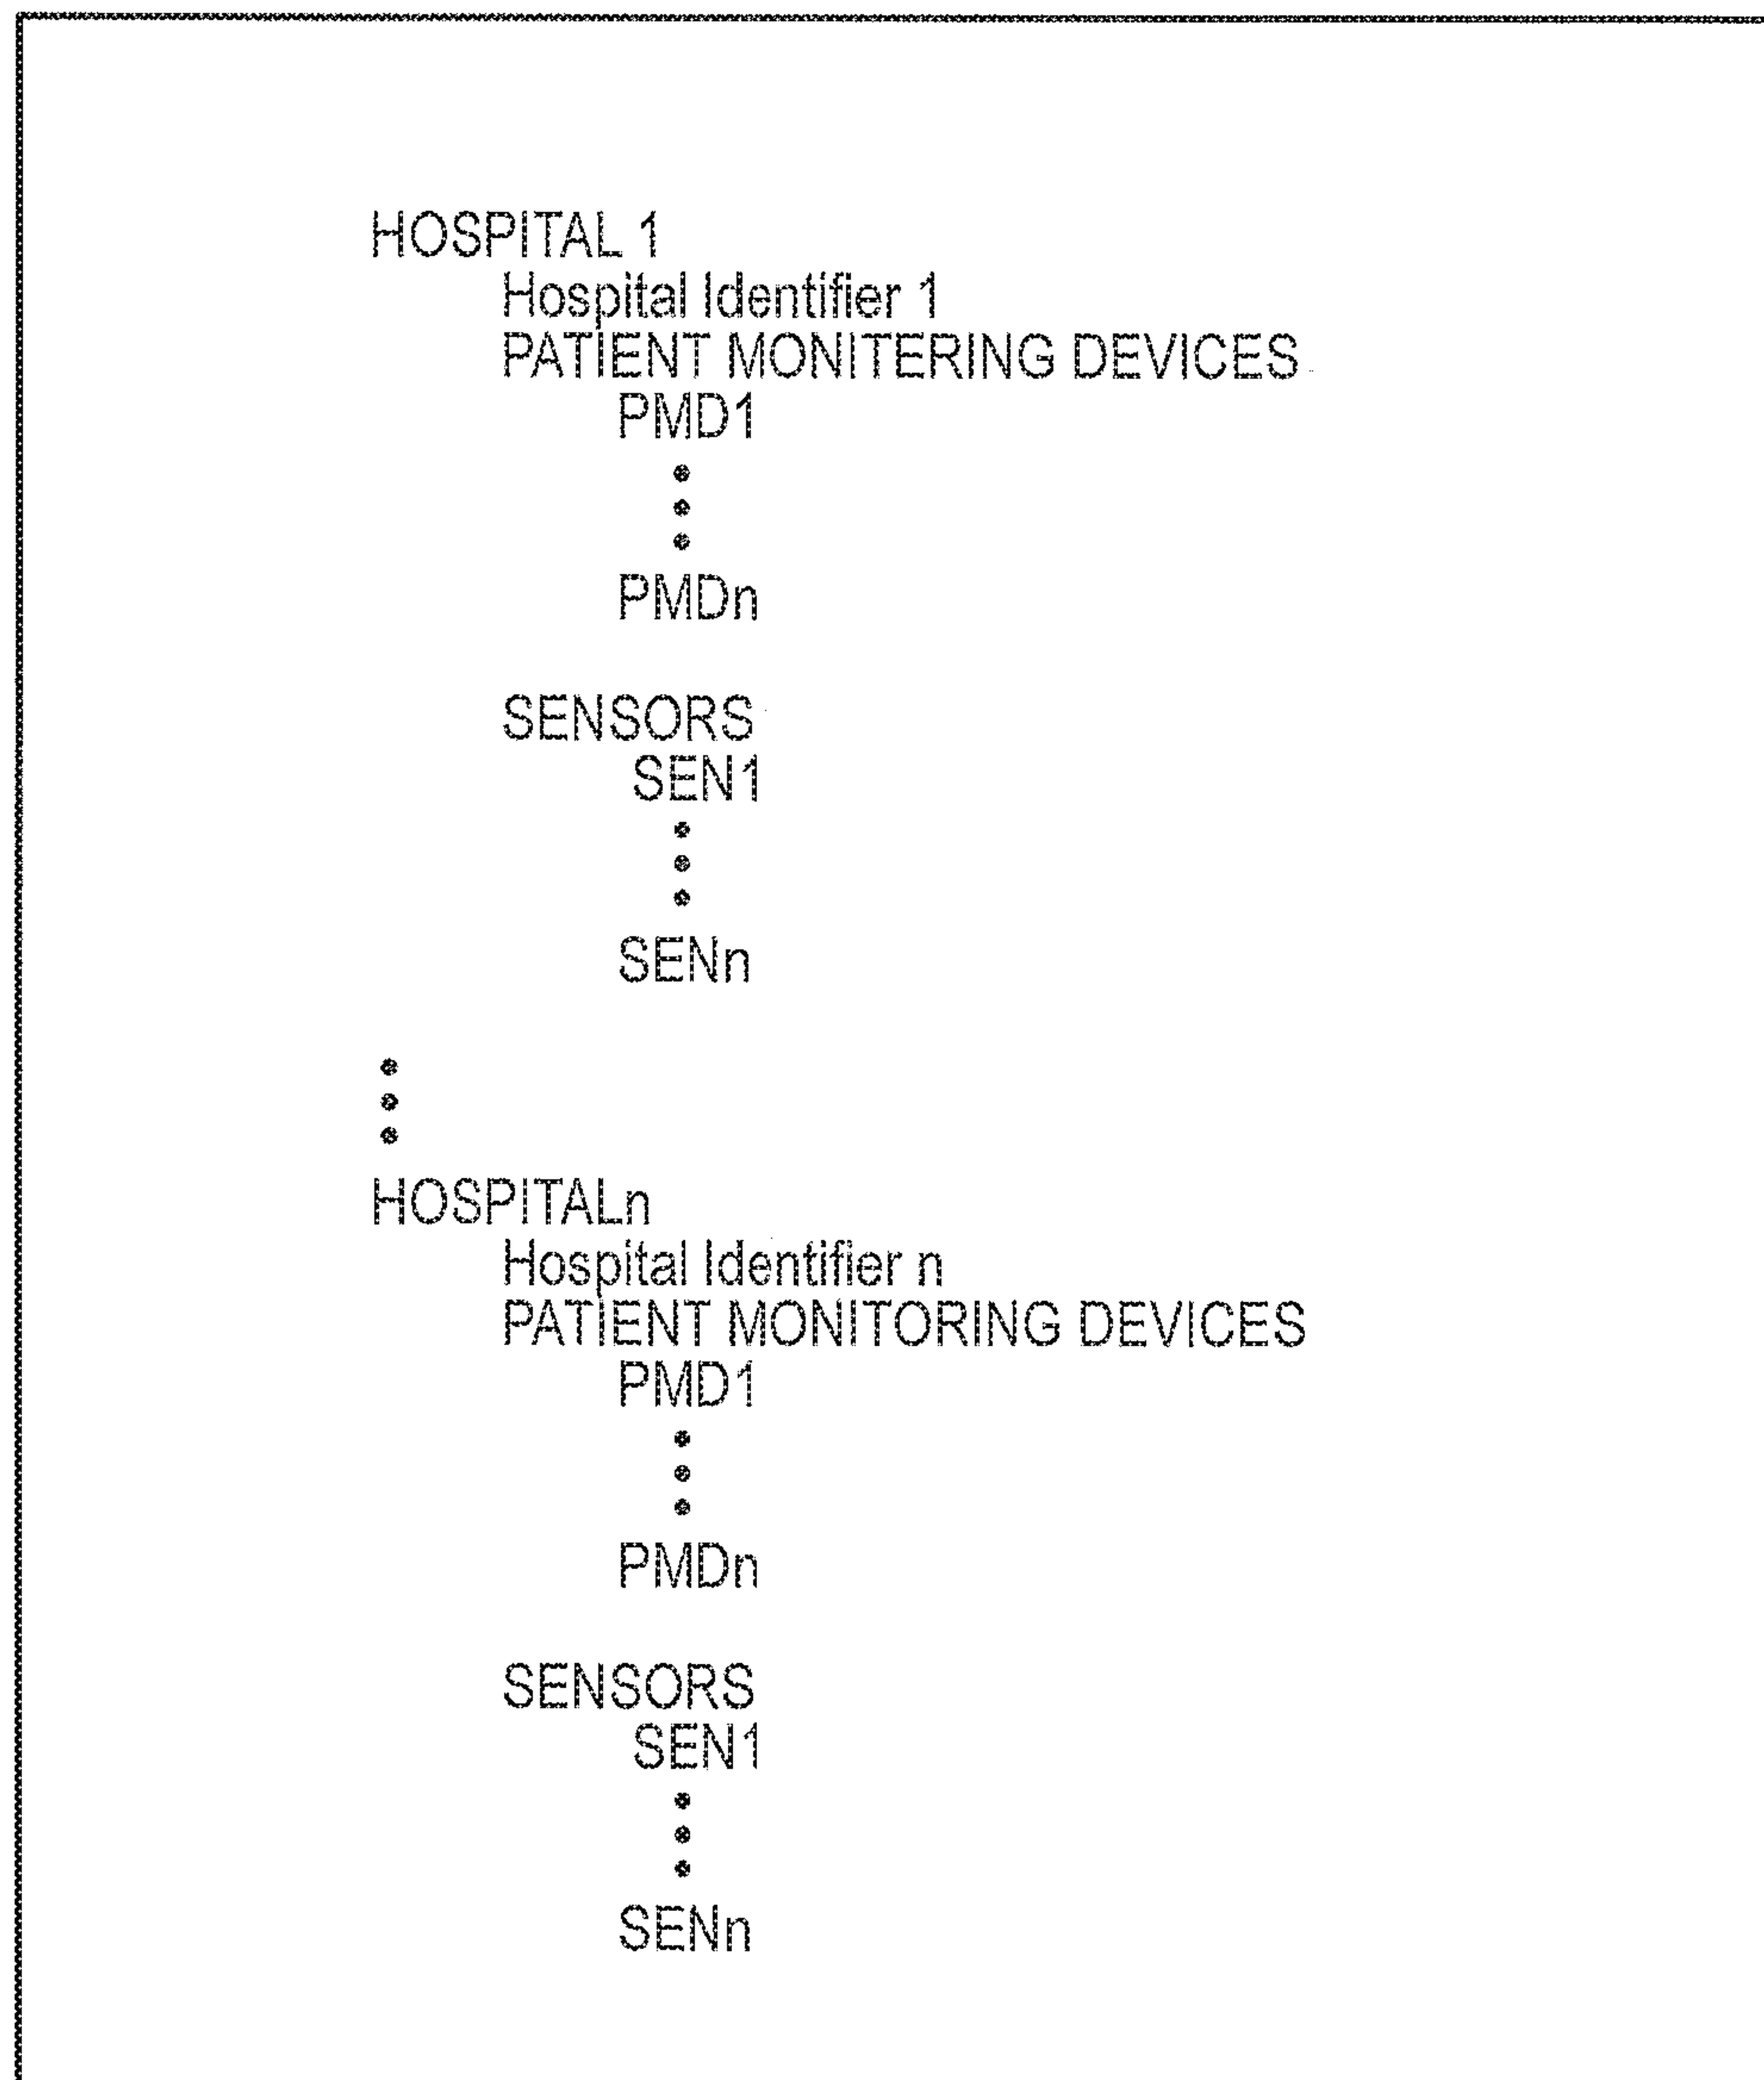 HOSPITAL 1
Hospital Identifier 1
PATIENT MONITERING DEVICES
PMD1
PMDn
SENSORS
SEN1
SENn
HOSPITALn
Hospital Identifier n
PATIENT MONITORING DEVICES
PMD1
PMDn
SENSORS
SEN1
SENn